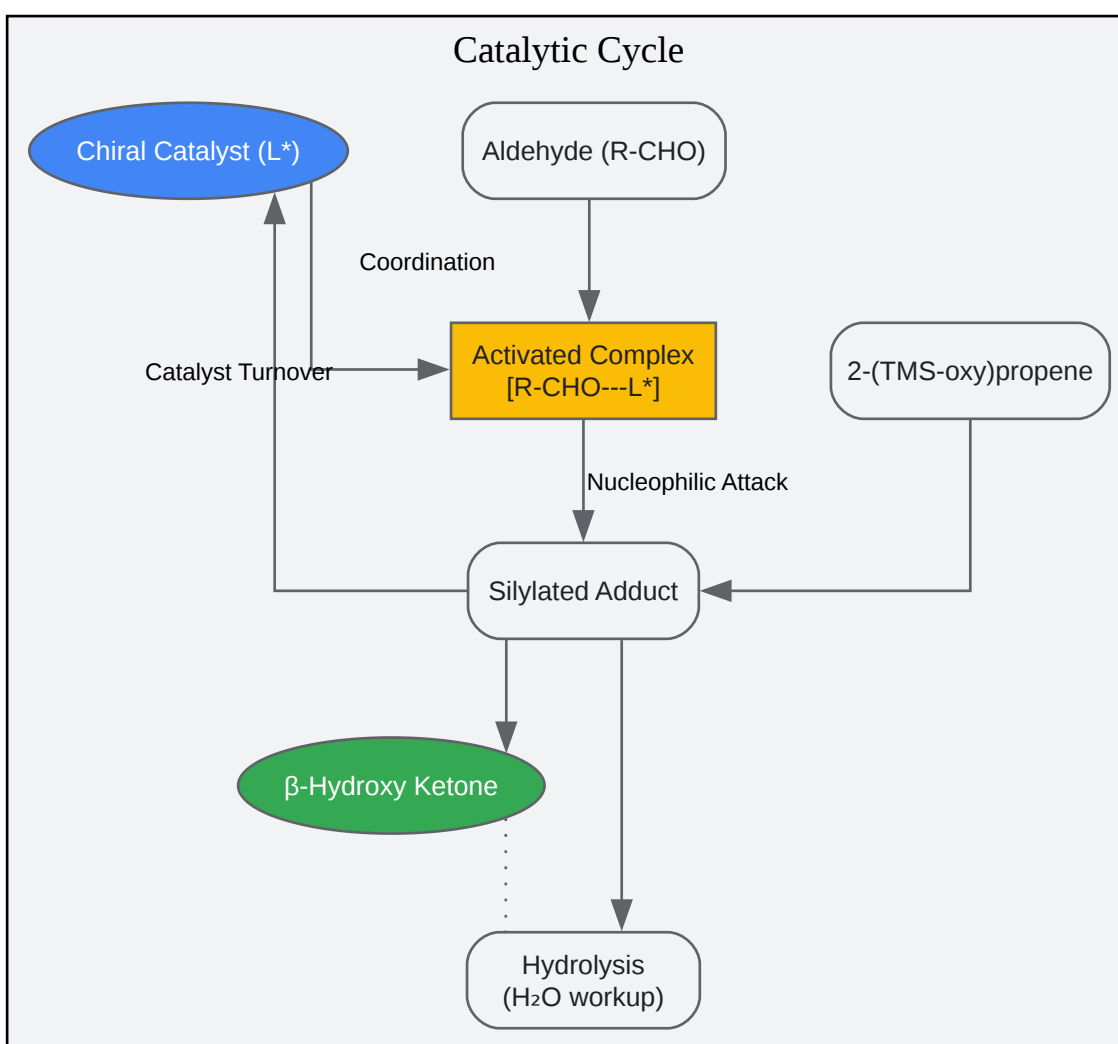 Catalytic Cycle
Chiral Catalyst (L*)
Aldehyde (R-CHO)
Coordination
Activated Complex
[R-CHO---L*]
2-(TMS-oxy)propene
Catalyst Turnover
Nucleophilic Attack
Silylated Adduct
β-Hydroxy Ketone
Hydrolysis
(H₂O workup)